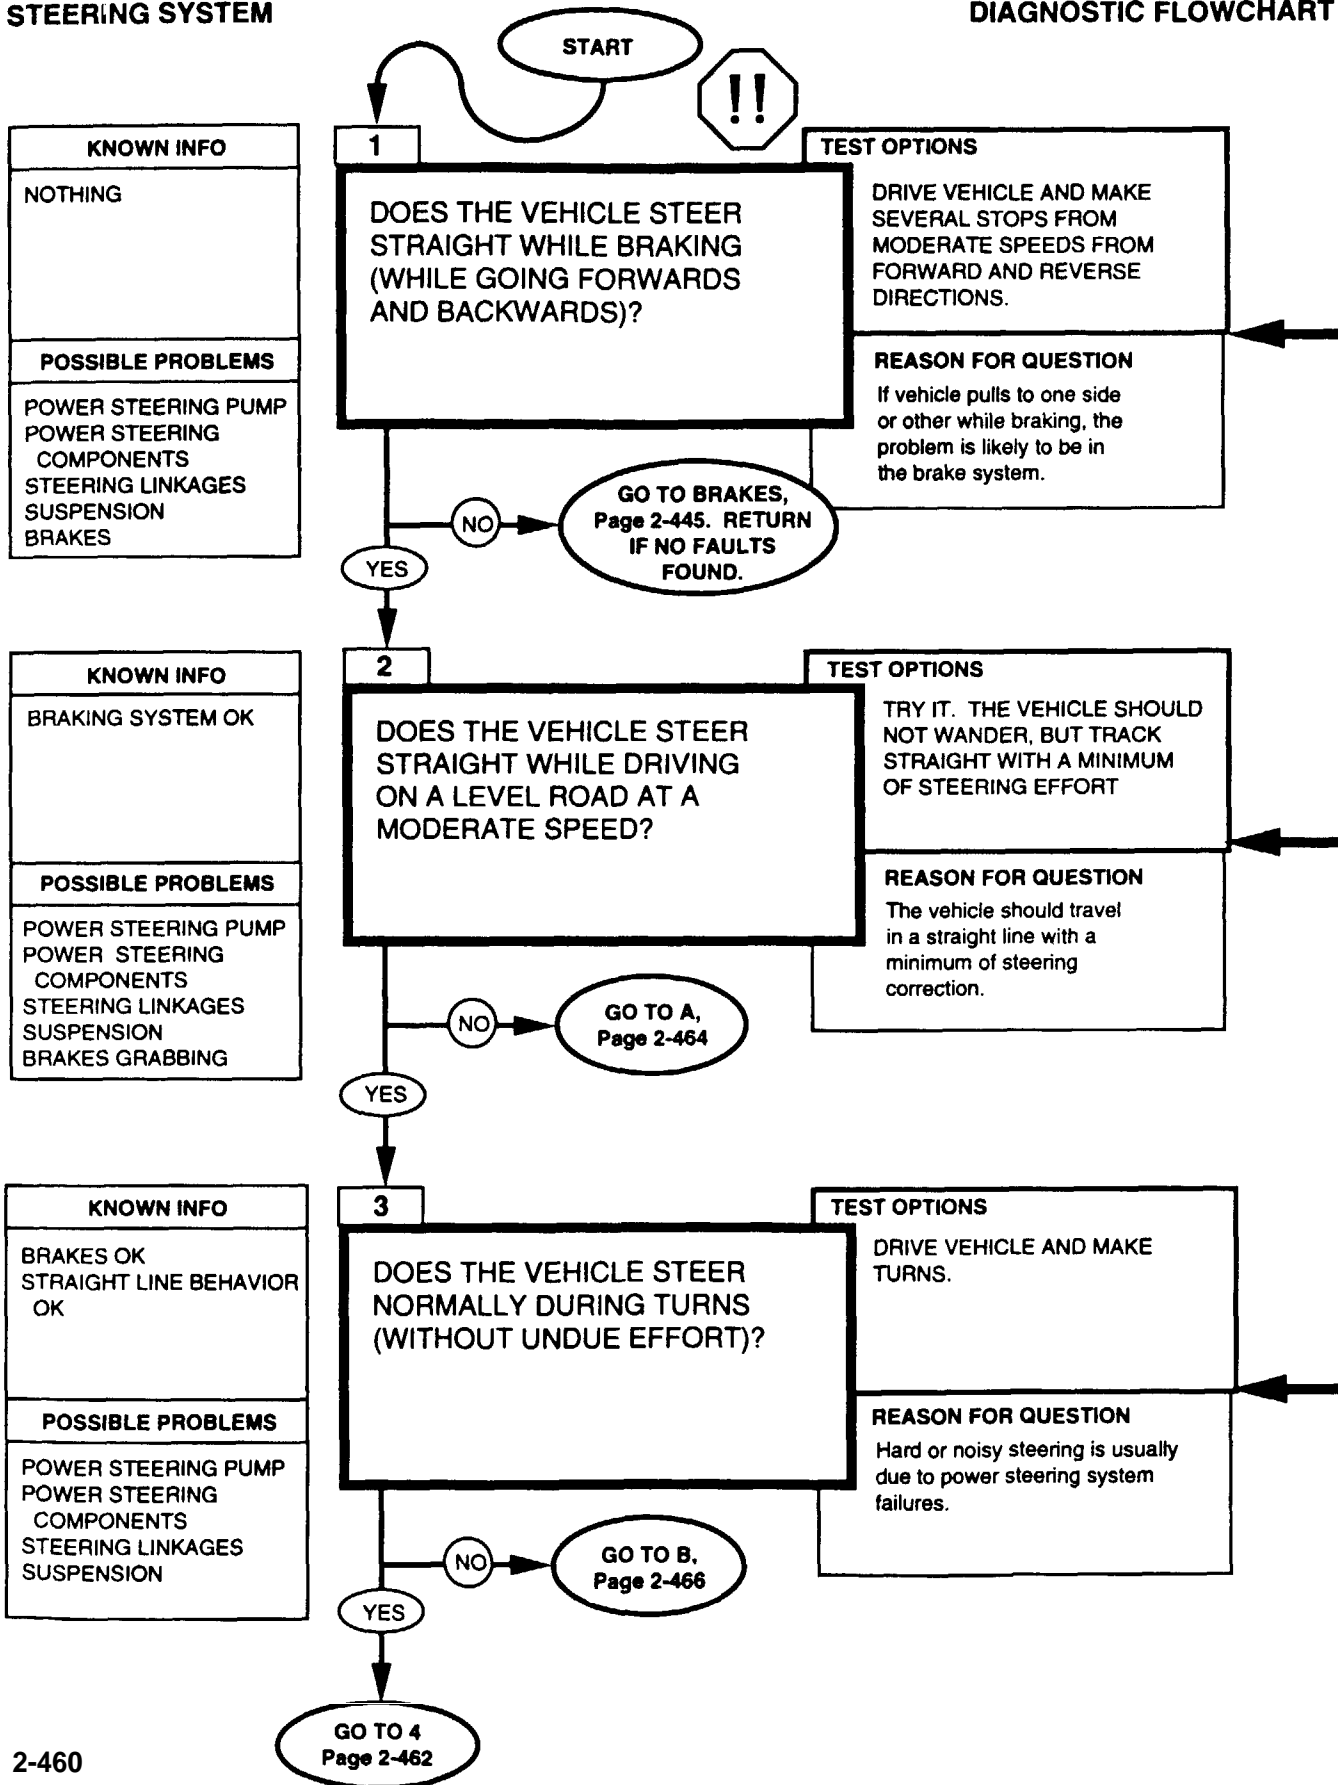 STEERING SYSTEM
DIAGNOSTIC FLOWCHART
START
!!
KNOWN INFO
NOTHING
POSSIBLE PROBLEMS
POWER STEERING PUMP
POWER STEERING
COMPONENTS
STEERING LINKAGES
SUSPENSION
BRAKES
1
DOES THE VEHICLE STEER
STRAIGHT WHILE BRAKING
(WHILE GOING FORWARDS
AND BACKWARDS)?
TEST OPTIONS
DRIVE VEHICLE AND MAKE
SEVERAL STOPS FROM
MODERATE SPEEDS FROM
FORWARD AND REVERSE
DIRECTIONS.
REASON FOR QUESTION
If vehicle pulls to one side
or other while braking, the
problem is likely to be in
the brake system.
NO
GO TO BRAKES,
Page 2-445. RETURN
IF NO FAULTS
FOUND.
YES
KNOWN INFO
BRAKING SYSTEM OK
POSSIBLE PROBLEMS
POWER STEERING PUMP
POWER STEERING
COMPONENTS
STEERING LINKAGES
SUSPENSION
BRAKES GRABBING
2
DOES THE VEHICLE STEER
STRAIGHT WHILE DRIVING
ON A LEVEL ROAD AT A
MODERATE SPEED?
TEST OPTIONS
TRY IT. THE VEHICLE SHOULD
NOT WANDER, BUT TRACK
STRAIGHT WITH A MINIMUM
OF STEERING EFFORT
REASON FOR QUESTION
The vehicle should travel
in a straight line with a
minimum of steering
correction.
NO
GO TO A,
Page 2-464
YES
KNOWN INFO
BRAKES OK
STRAIGHT LINE BEHAVIOR
OK
POSSIBLE PROBLEMS
POWER STEERING PUMP
POWER STEERING
COMPONENTS
STEERING LINKAGES
SUSPENSION
3
DOES THE VEHICLE STEER
NORMALLY DURING TURNS
(WITHOUT UNDUE EFFORT)?
TEST OPTIONS
DRIVE VEHICLE AND MAKE
TURNS.
REASON FOR QUESTION
Hard or noisy steering is usually
due to power steering system
failures.
NO
GO TO B,
Page 2-466
YES
GO TO 4
Page 2-462
2-460